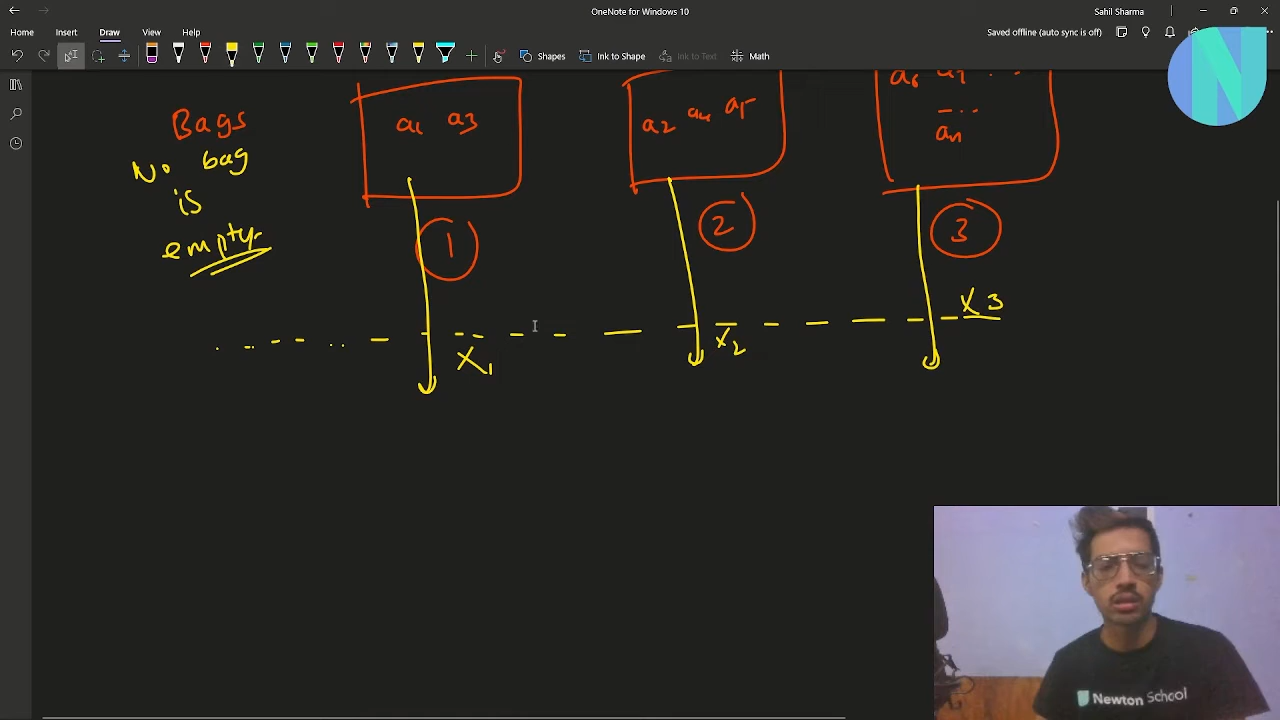 OneNote for Windows 10
Sahil Sharma
Home Insert Draw View Help
Saved offline (auto sync is off)
Shapes Ink to Shape Ink to Text Math
Bags
No bag
is
empty
a1 a3
a2 a4 a5
a6 a7 ...
....
an
1
2
3
X1
X2
X3
N
Newton School